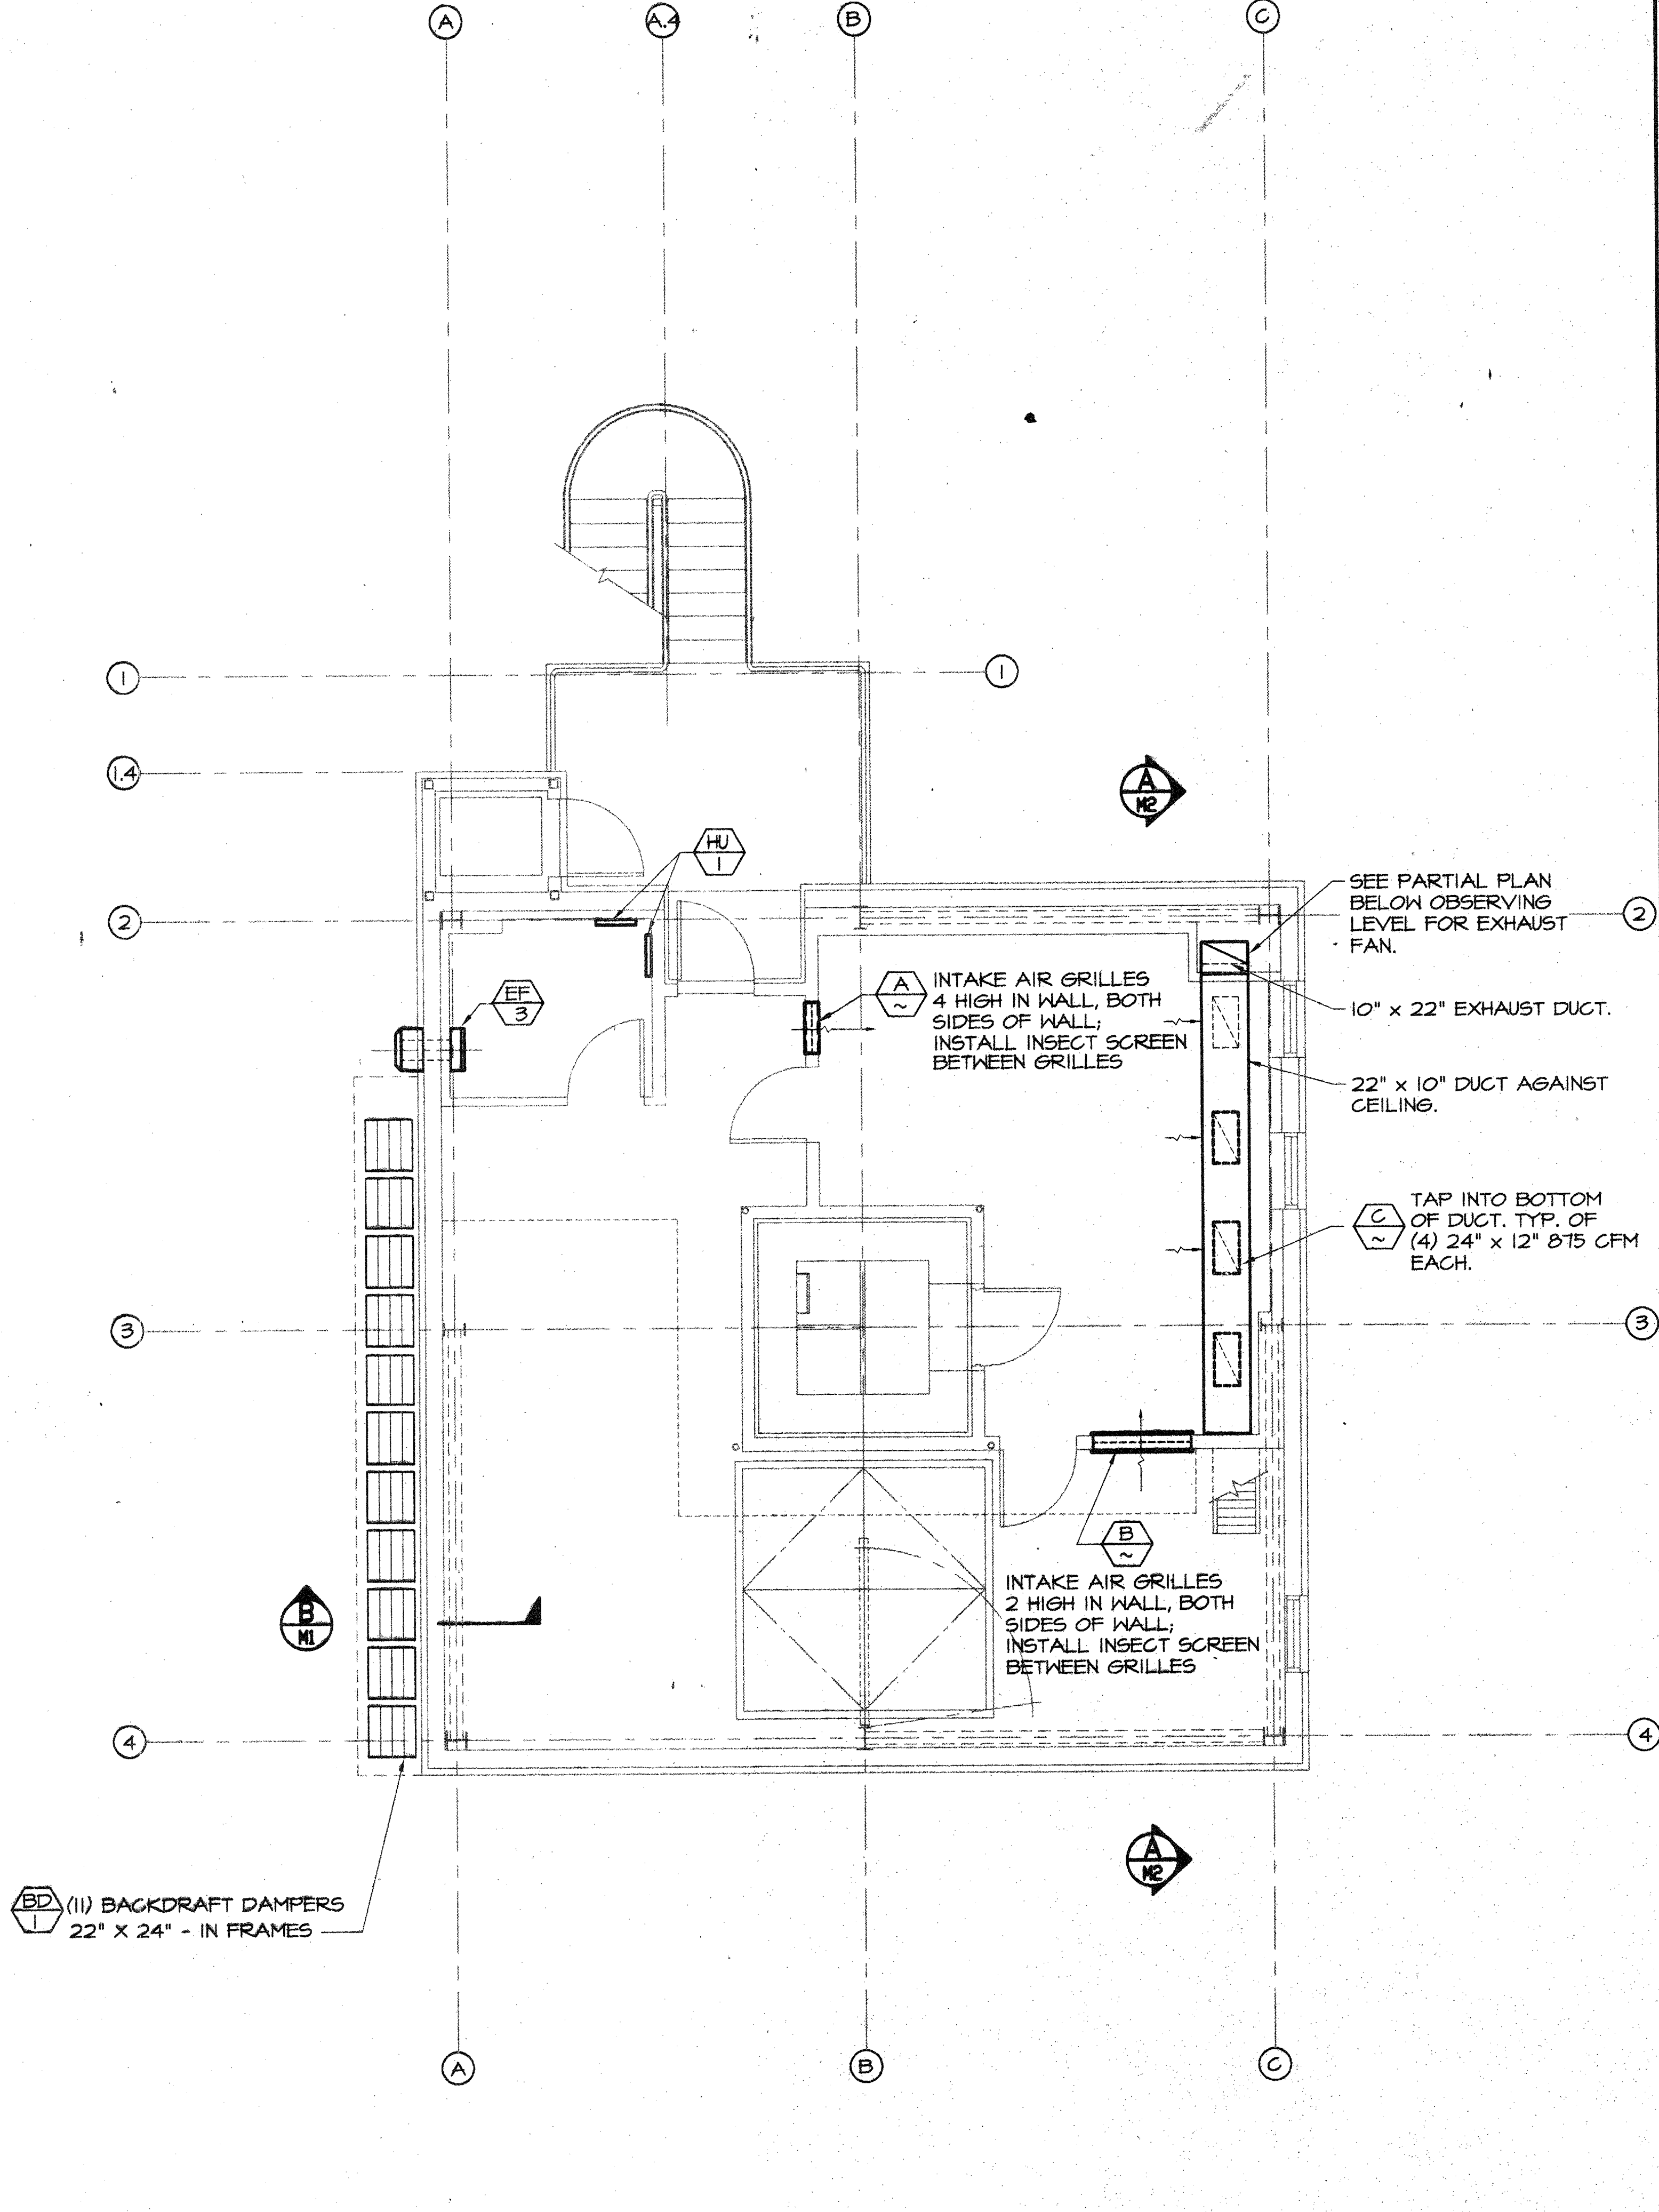 A
A.4
B
C
1
1
1.4
A
M2
HU
1
SEE PARTIAL PLAN
BELOW OBSERVING
LEVEL FOR EXHAUST
FAN.
2
2
EF
3
A
~
INTAKE AIR GRILLES
4 HIGH IN WALL, BOTH
SIDES OF WALL;
INSTALL INSECT SCREEN
BETWEEN GRILLES
10" x 22" EXHAUST DUCT.
22" x 10" DUCT AGAINST
CEILING.
C
~
TAP INTO BOTTOM
OF DUCT. TYP. OF
(4) 24" x 12" 875 CFM
EACH.
3
3
B
~
INTAKE AIR GRILLES
2 HIGH IN WALL, BOTH
SIDES OF WALL;
INSTALL INSECT SCREEN
BETWEEN GRILLES
B
M1
4
4
A
M2
BD
1
(11) BACKDRAFT DAMPERS
22" X 24" - IN FRAMES
A
B
C